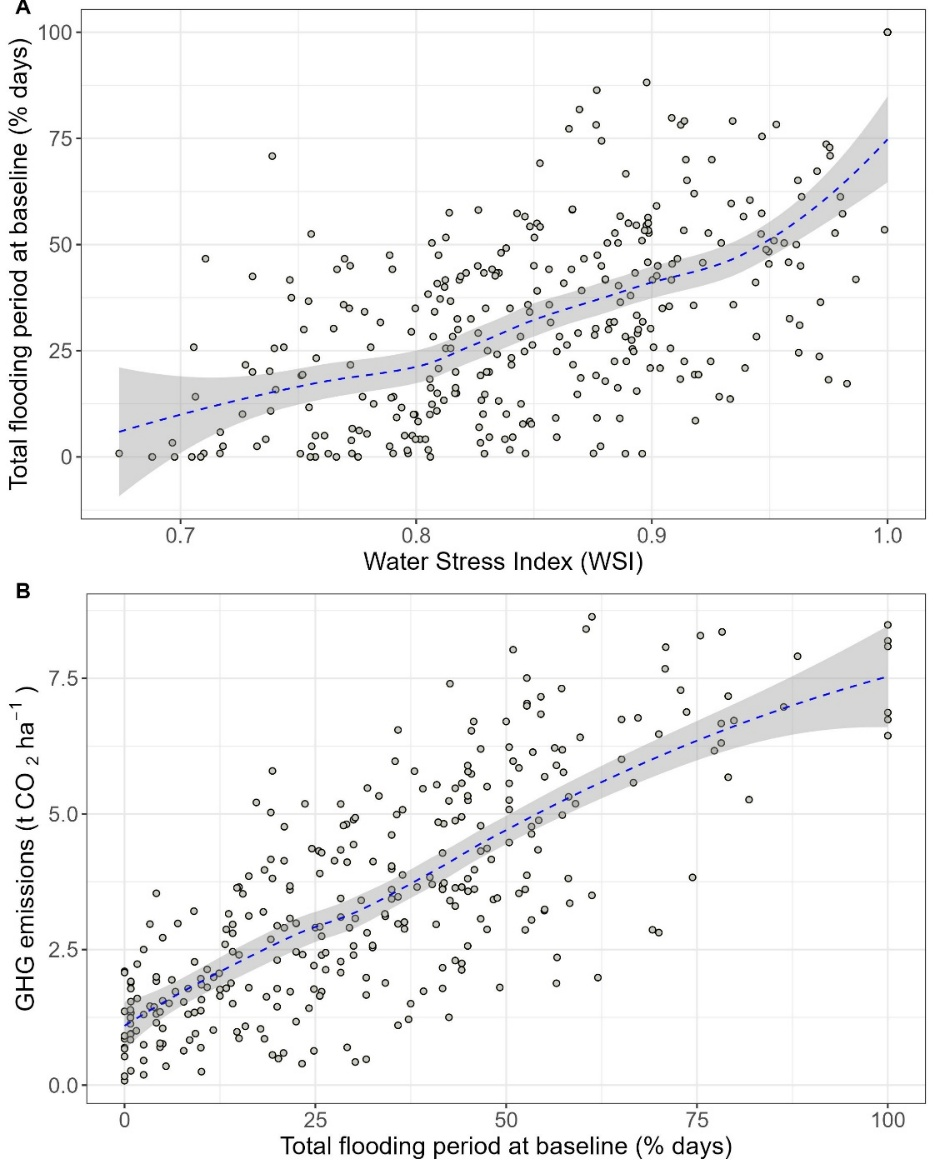 A
Total flooding period at baseline (% days)
100
75
50
25
0
0.7 0.8 0.9 1.0
Water Stress Index (WSI)
B
GHG emissions (t CO 2 ha−1 )
7.5
5.0
2.5
0.0
0 25 50 75 100
Total flooding period at baseline (% days)